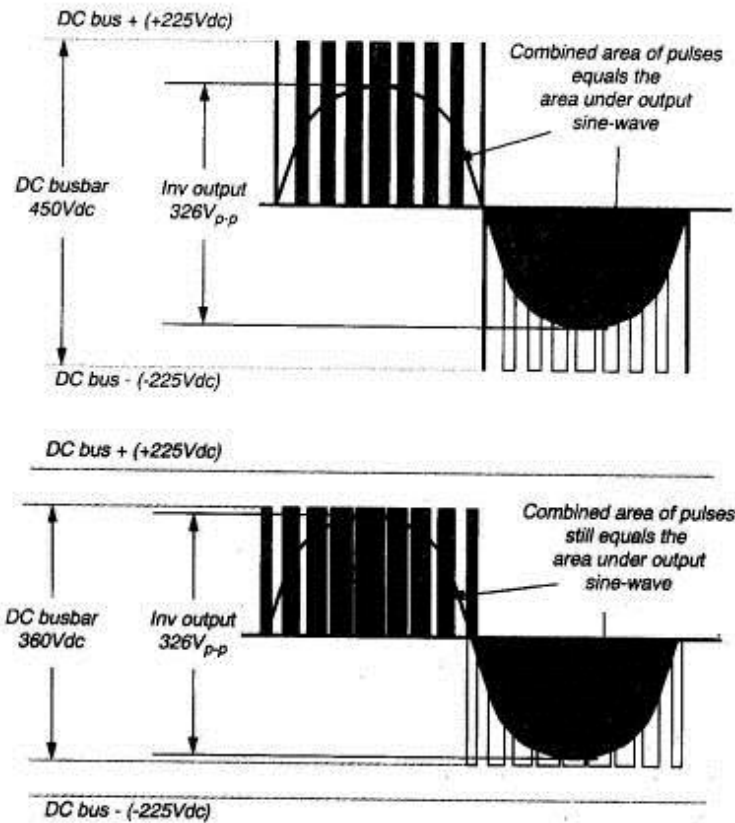 DC bus + (+225Vdc)
Combined area of pulses
equals the
area under output
sine-wave
DC busbar
450Vdc
Inv output
326Vp-p
DC bus - (-225Vdc)
DC bus + (+225Vdc)
Combined area of pulses
still equals the
area under output
sine-wave
DC busbar
360Vdc
Inv output
326Vp-p
DC bus - (-225Vdc)